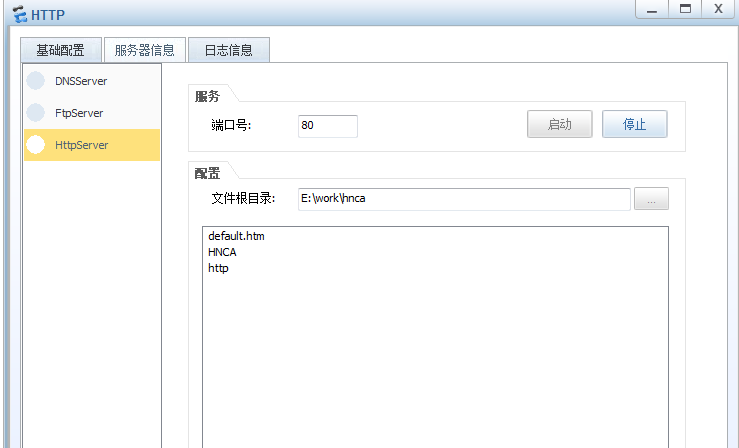 HTTP
基础配置 服务器信息 日志信息
DNSServer
FtpServer
HttpServer
服务
端口号: 80 启动 停止
配置
文件根目录: E:\work\hnca ...
default.htm
HNCA
http